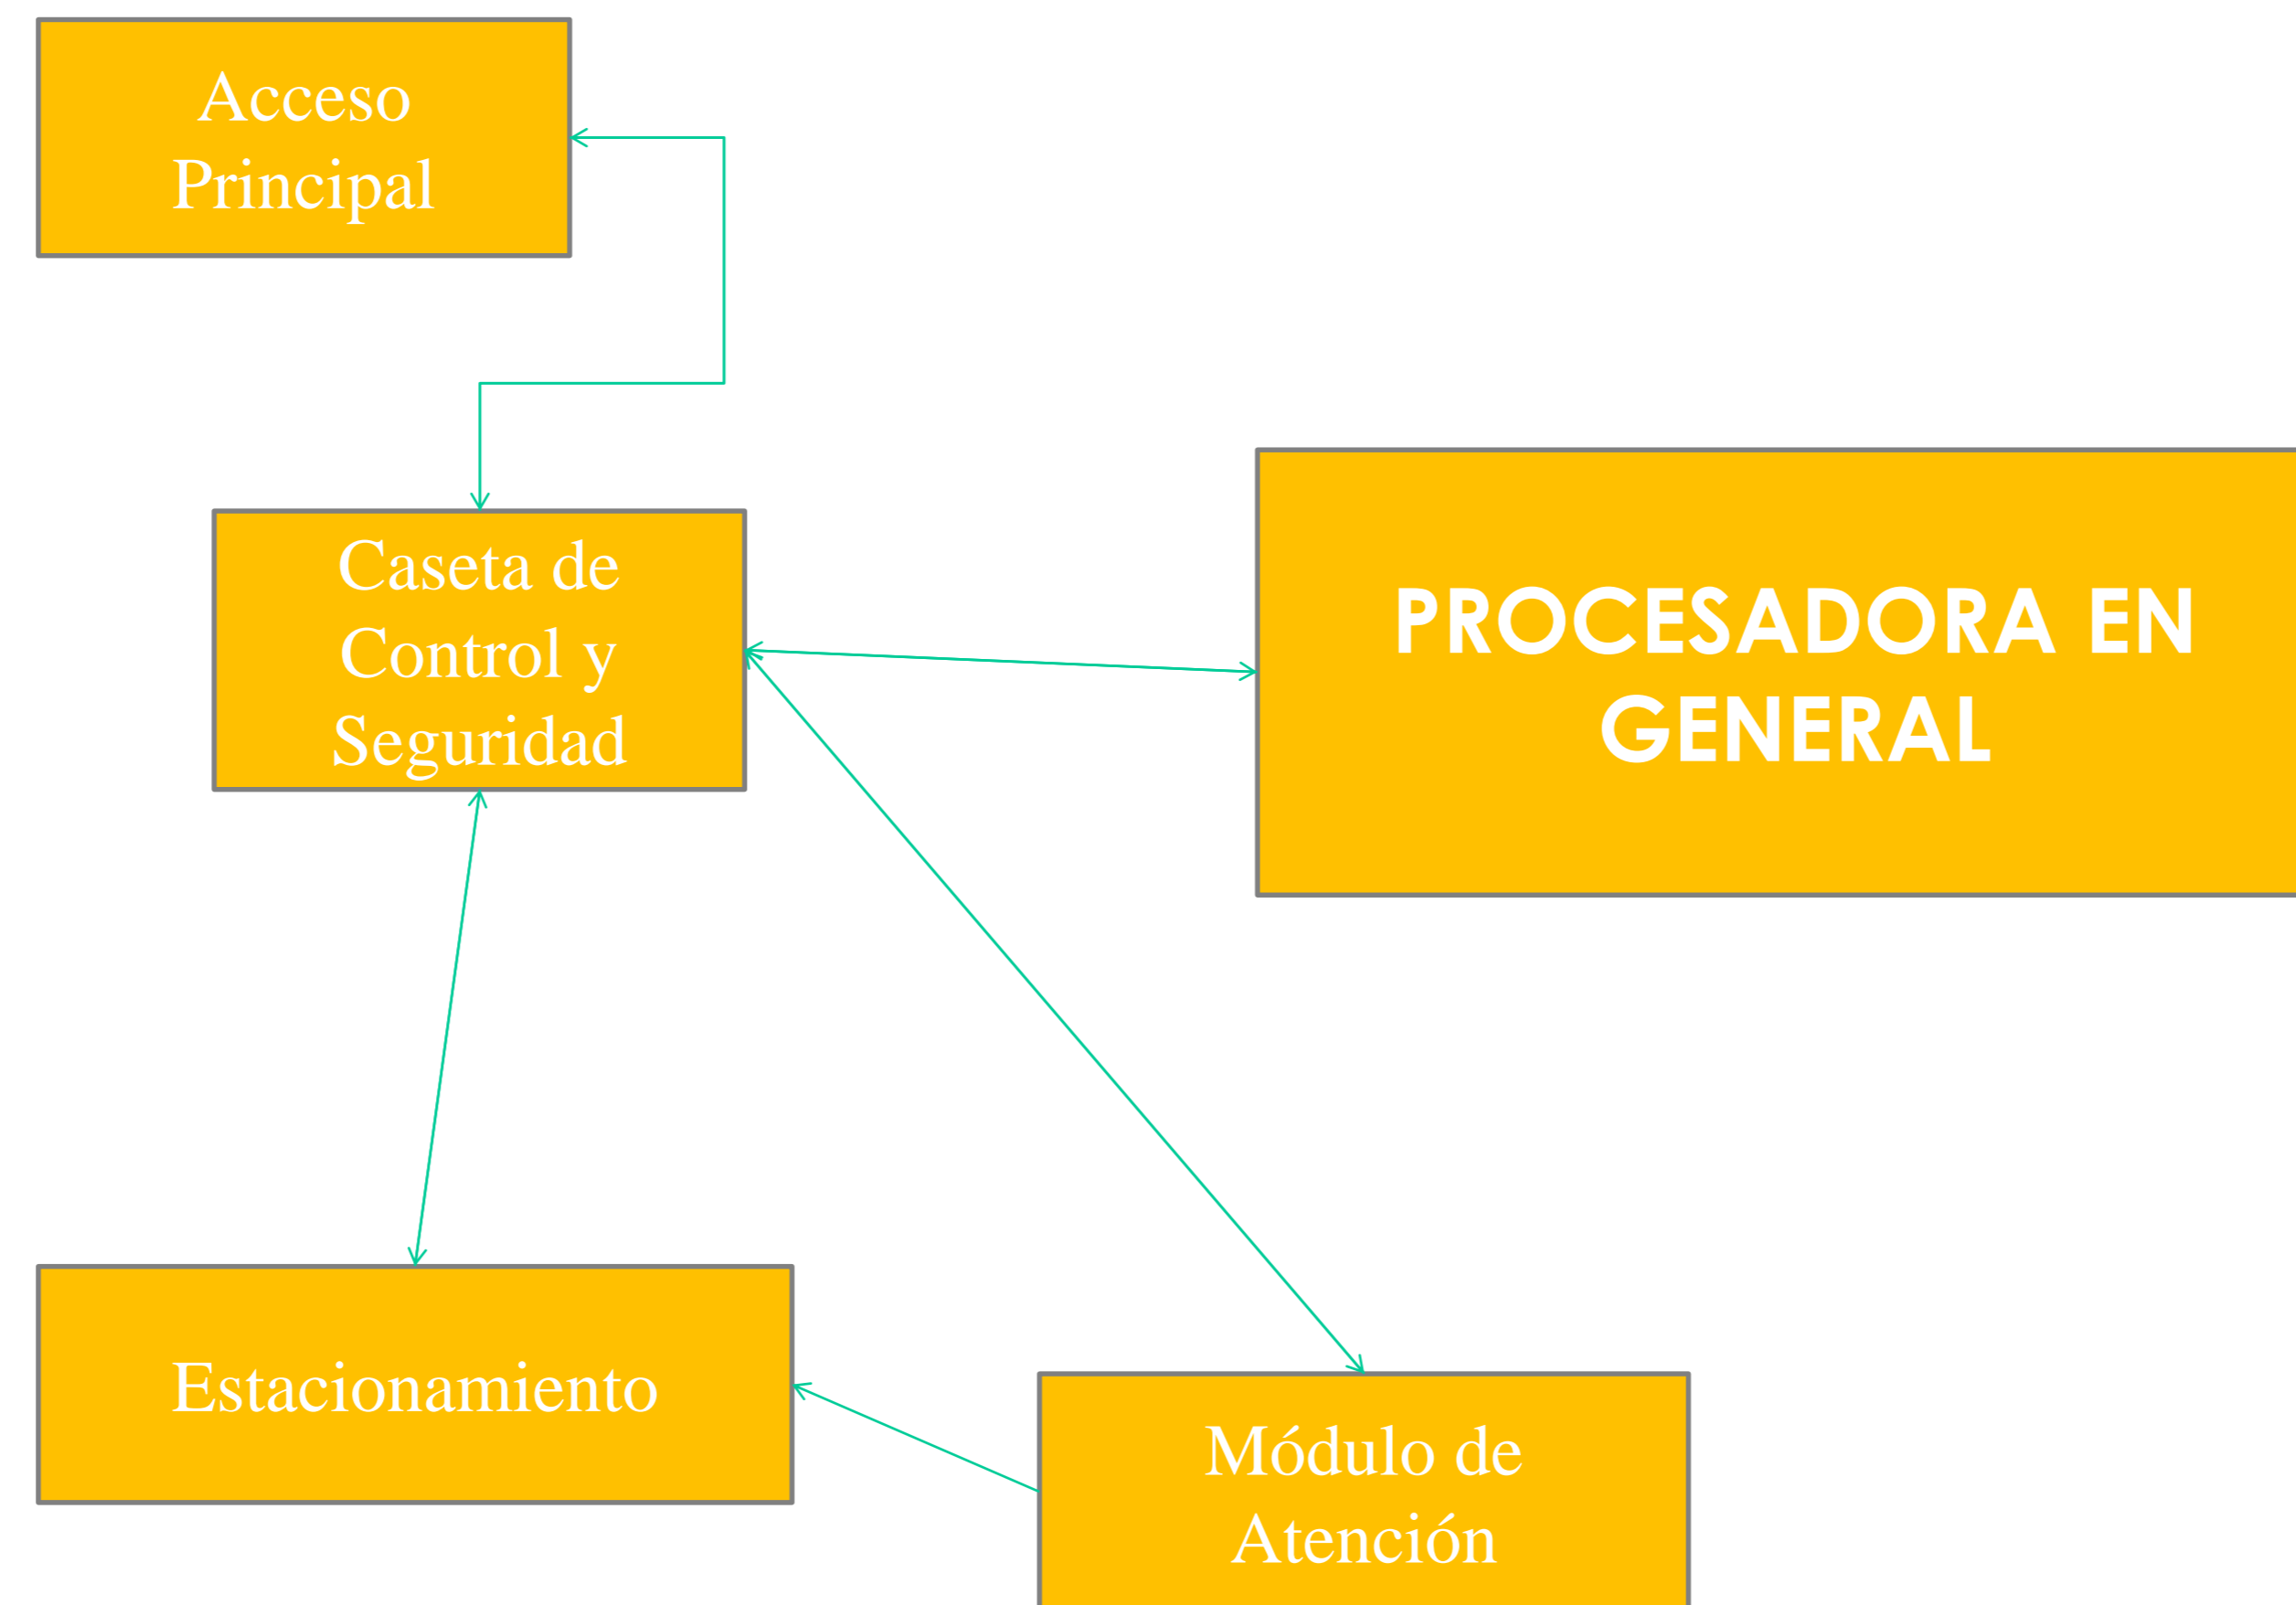 Acceso
Principal
Caseta de
Control y
Seguridad
PROCESADORA EN
GENERAL
Estacionamiento
Módulo de
Atención